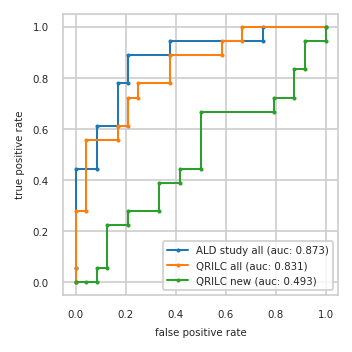 1.0
0.8
0.6
0.4
0.2
0.0
true positive rate
ALD study all (auc: 0.873)
QRILC all (auc: 0.831)
QRILC new (auc: 0.493)
0.0 0.2 0.4 0.6 0.8 1.0
false positive rate